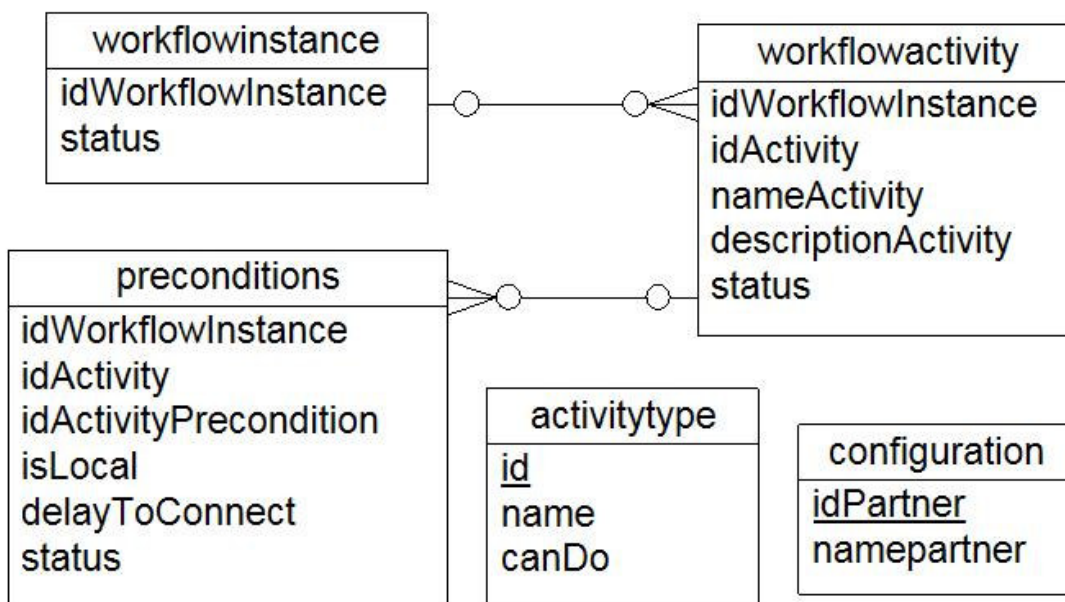 workflowinstance
idWorkflowInstance
status
workflowactivity
idWorkflowInstance
idActivity
nameActivity
descriptionActivity
status
preconditions
idWorkflowInstance
idActivity
idActivityPrecondition
isLocal
delayToConnect
status
activitytype
id
name
canDo
configuration
idPartner
namepartner